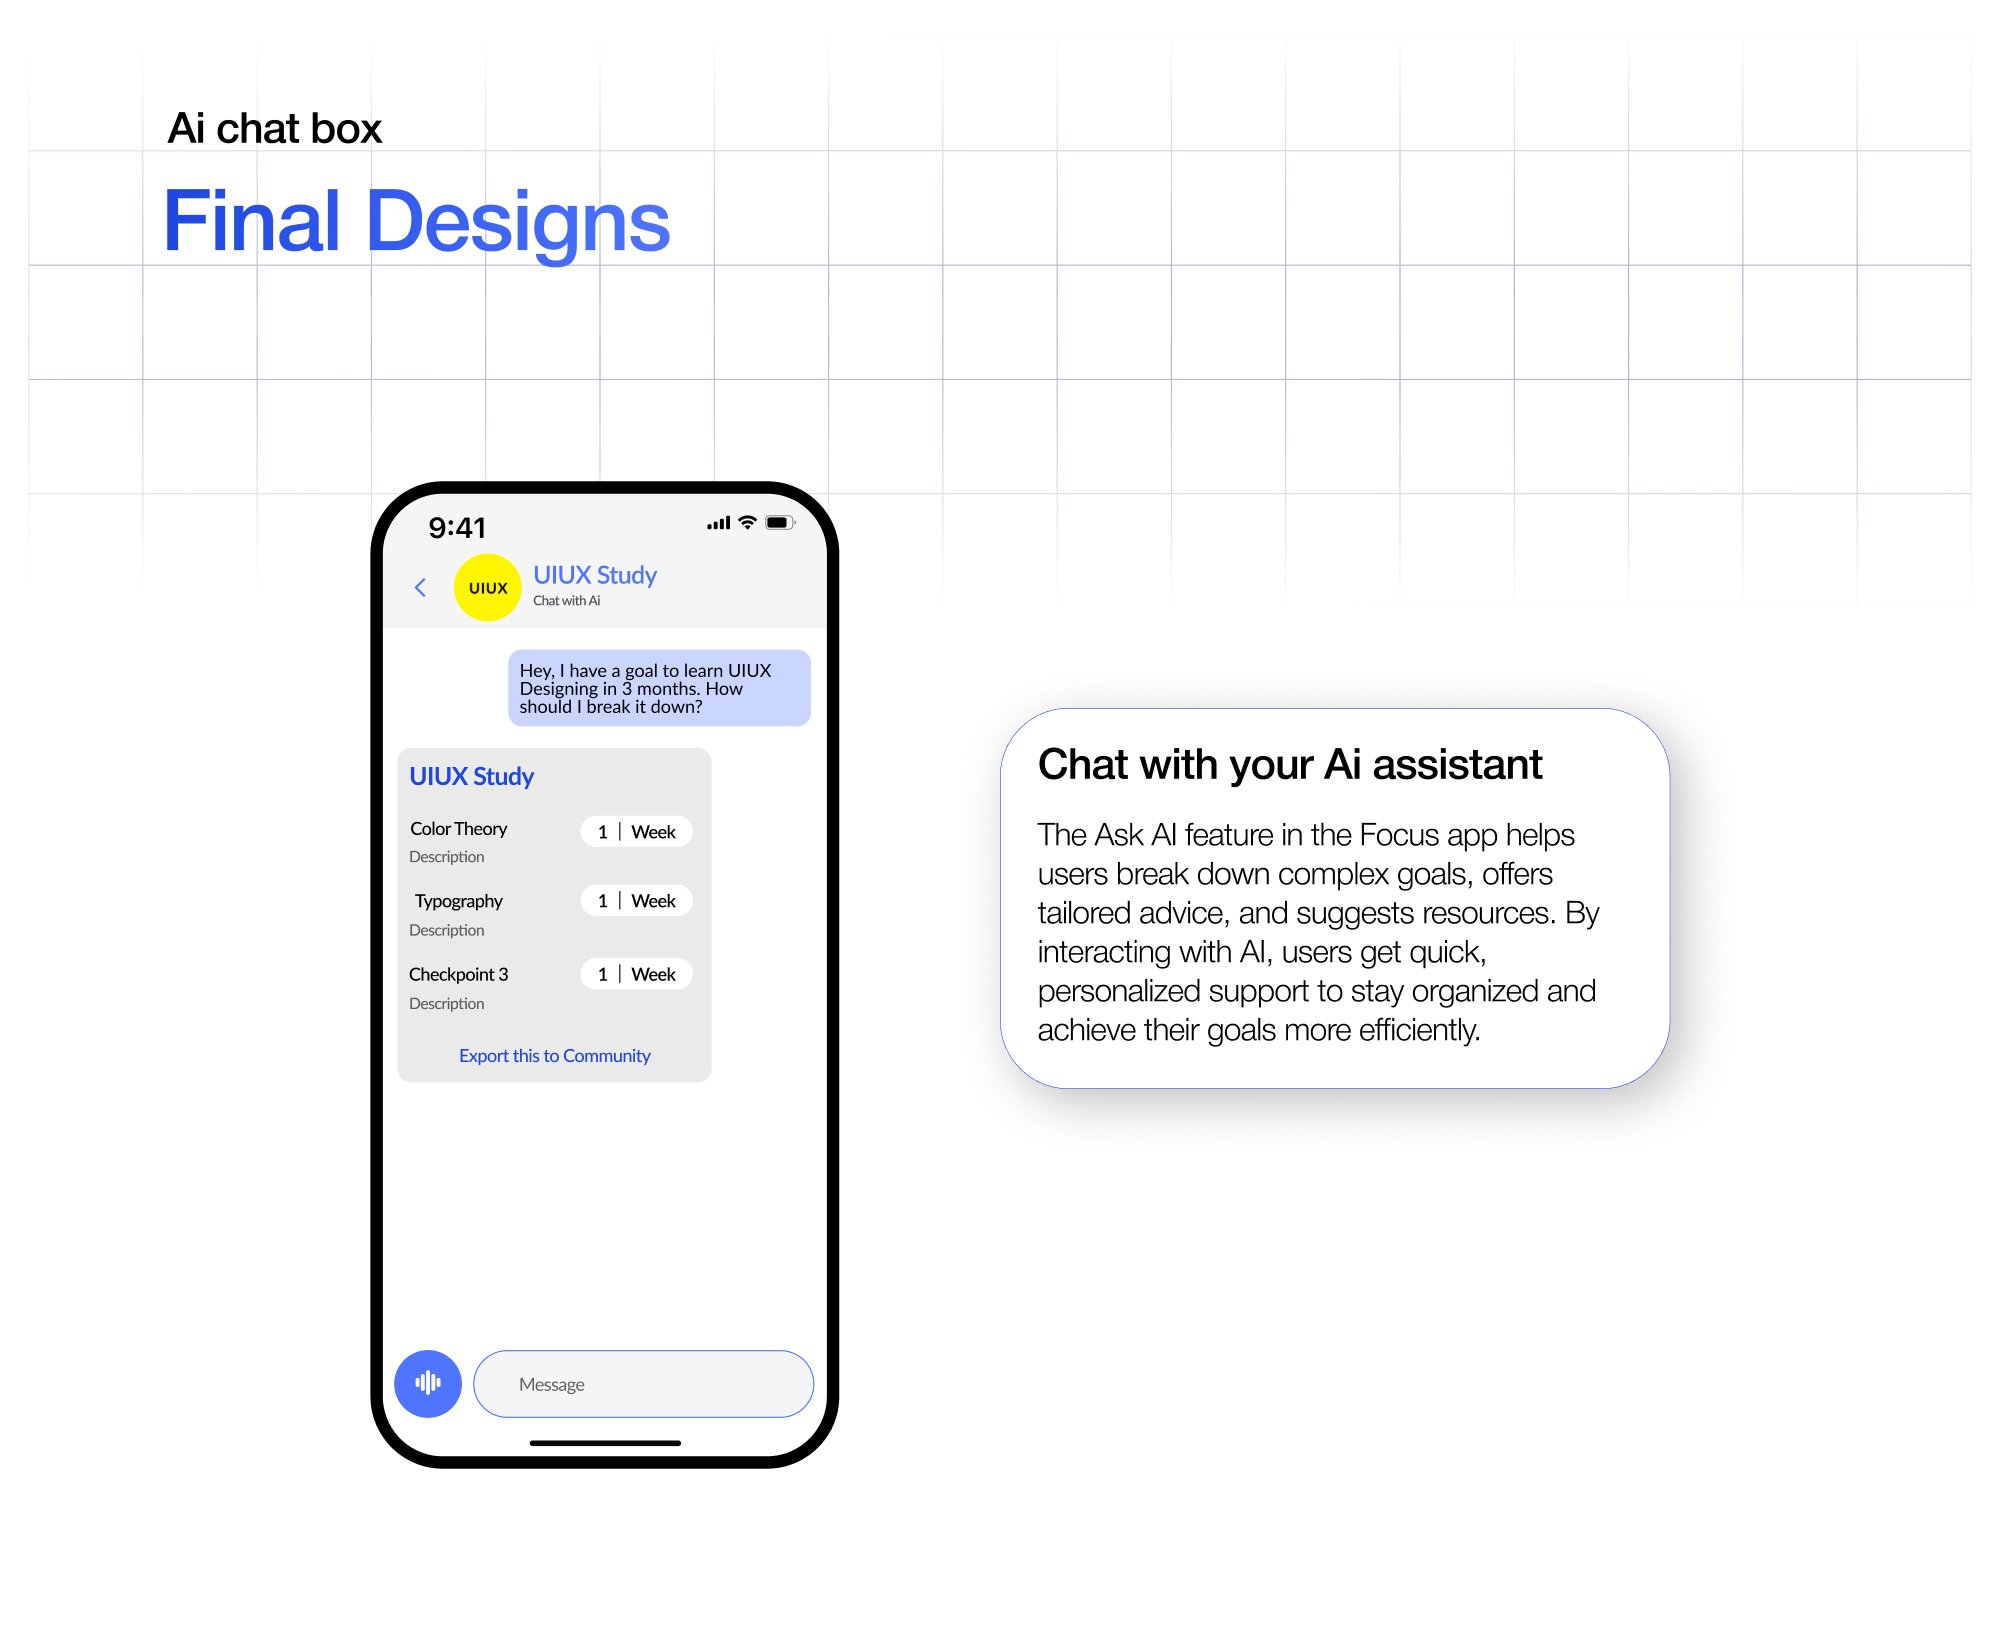 Ai chat box
Final Designs
9:41
UIUX
UIUX Study
Chat with Ai
Hey, I have a goal to learn UIUX
Designing in 3 months. How
should I break it down?
UIUX Study
Color Theory
1 | Week
Description
Typography
1 | Week
Description
Checkpoint 3
1 | Week
Description
Export this to Community
Message
Chat with your Ai assistant
The Ask AI feature in the Focus app helps
users break down complex goals, offers
tailored advice, and suggests resources. By
interacting with AI, users get quick,
personalized support to stay organized and
achieve their goals more efficiently.